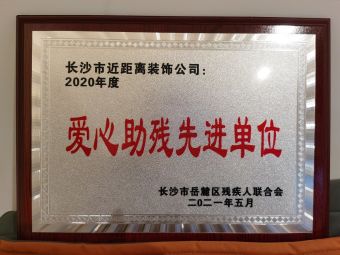 长沙市近距离装饰公司：
2020年度
爱心助残先进单位
长沙市岳麓区残疾人联合会
二〇二一年五月